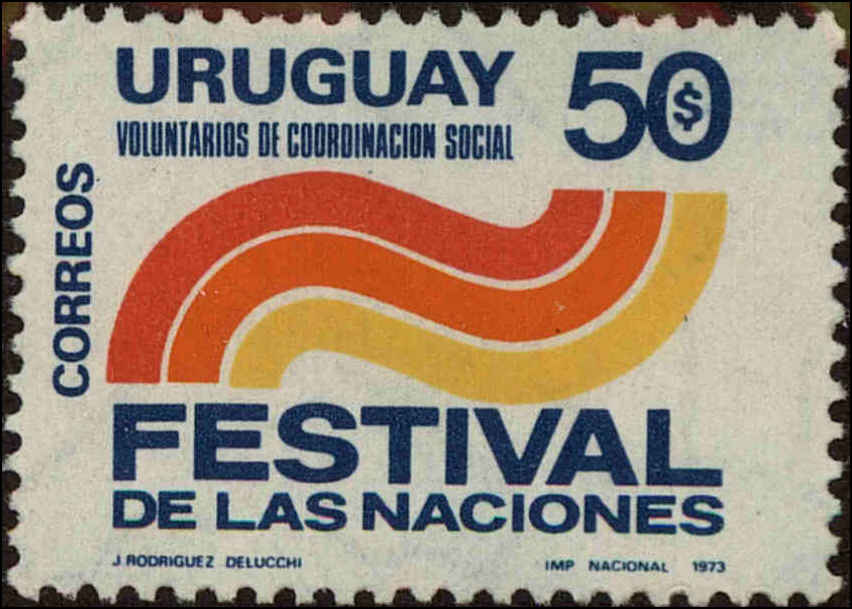 URUGUAY 50$
VOLUNTARIOS DE COORDINACION SOCIAL
CORREOS
FESTIVAL
DE LAS NACIONES
J. RODRIGUEZ DELUCCHI IMP NACIONAL 1973